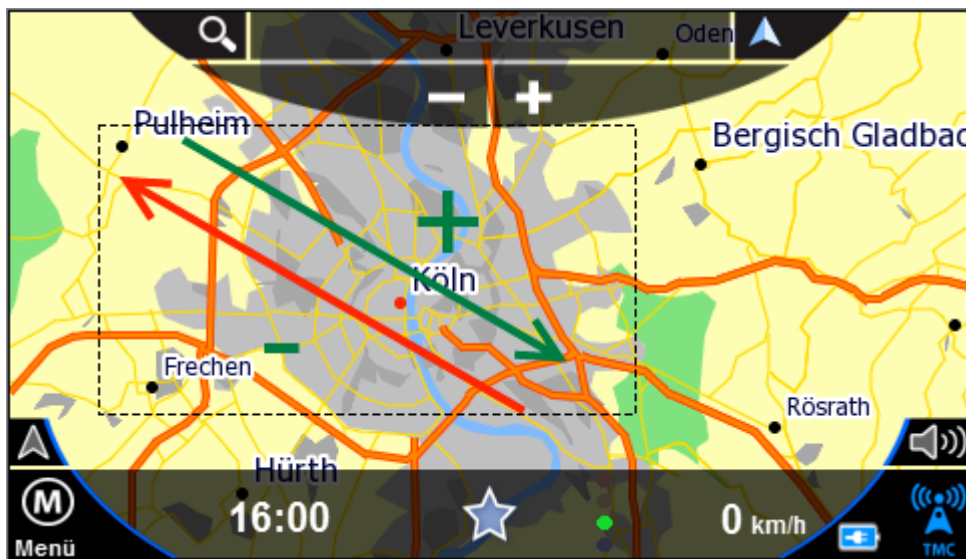 Leverkusen
Oden
Pulheim
Bergisch Gladbac
Köln
Frechen
Rösrath
Hürth
M
16:00
0 km/h
Menü
TMC